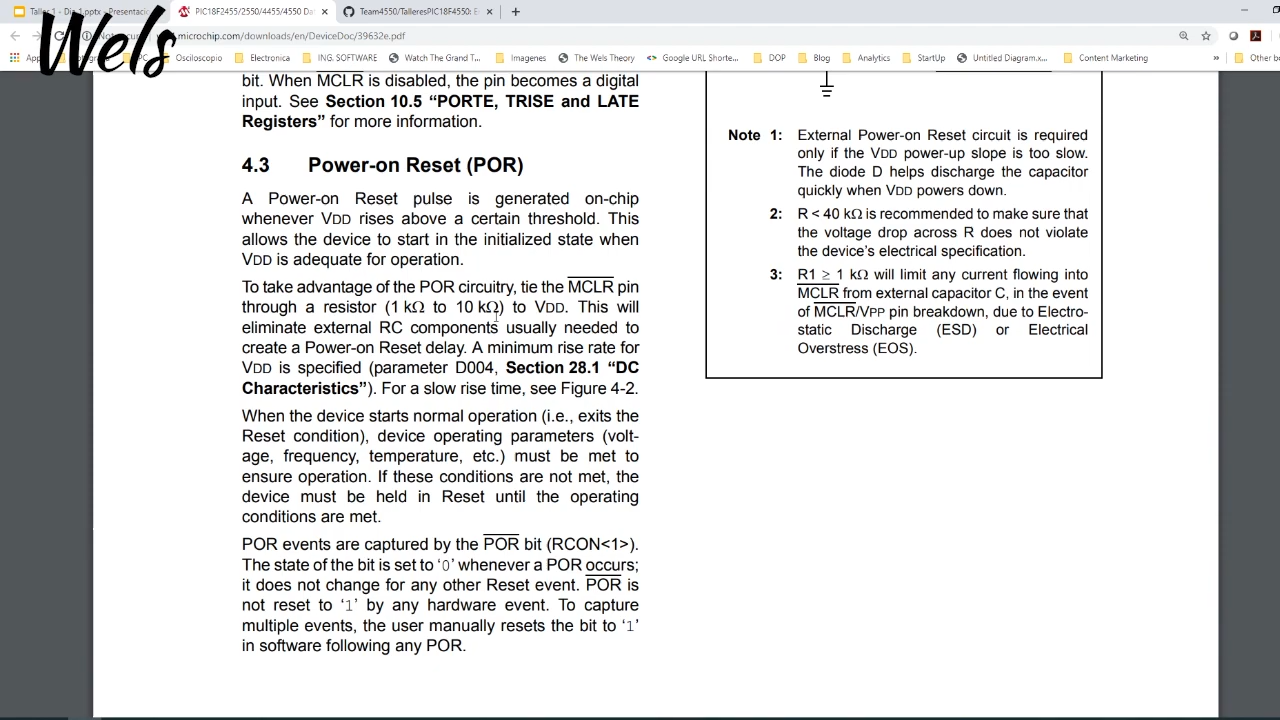 Taller 1 - Dia 1.pptx - Presentacio
PIC18F2455/2550/4455/4550 Da
Team4550/TalleresPIC18F4550: E
Wels
.microchip.com/downloads/en/DeviceDoc/39632e.pdf
PC
Osciloscopio
Electronica
ING. SOFTWARE
Watch The Grand T...
Imagenes
The Wels Theory
Google URL Shorte...
DOP
Blog
Analytics
StartUp
Untitled Diagram.x...
Content Marketing
»
Other bo
bit. When MCLR is disabled, the pin becomes a digital
input. See Section 10.5 “PORTE, TRISE and LATE
Registers” for more information.
4.3 Power-on Reset (POR)
A Power-on Reset pulse is generated on-chip
whenever VDD rises above a certain threshold. This
allows the device to start in the initialized state when
VDD is adequate for operation.
To take advantage of the POR circuitry, tie the MCLR pin
through a resistor (1 kΩ to 10 kΩ) to VDD. This will
eliminate external RC components usually needed to
create a Power-on Reset delay. A minimum rise rate for
VDD is specified (parameter D004, Section 28.1 “DC
Characteristics”). For a slow rise time, see Figure 4-2.
When the device starts normal operation (i.e., exits the
Reset condition), device operating parameters (volt-
age, frequency, temperature, etc.) must be met to
ensure operation. If these conditions are not met, the
device must be held in Reset until the operating
conditions are met.
POR events are captured by the POR bit (RCON<1>).
The state of the bit is set to ‘0’ whenever a POR occurs;
it does not change for any other Reset event. POR is
not reset to ‘1’ by any hardware event. To capture
multiple events, the user manually resets the bit to ‘1’
in software following any POR.
Note 1: External Power-on Reset circuit is required
only if the VDD power-up slope is too slow.
The diode D helps discharge the capacitor
quickly when VDD powers down.
2: R < 40 kΩ is recommended to make sure that
the voltage drop across R does not violate
the device’s electrical specification.
3: R1 ≥ 1 kΩ will limit any current flowing into
MCLR from external capacitor C, in the event
of MCLR/VPP pin breakdown, due to Electro-
static Discharge (ESD) or Electrical
Overstress (EOS).